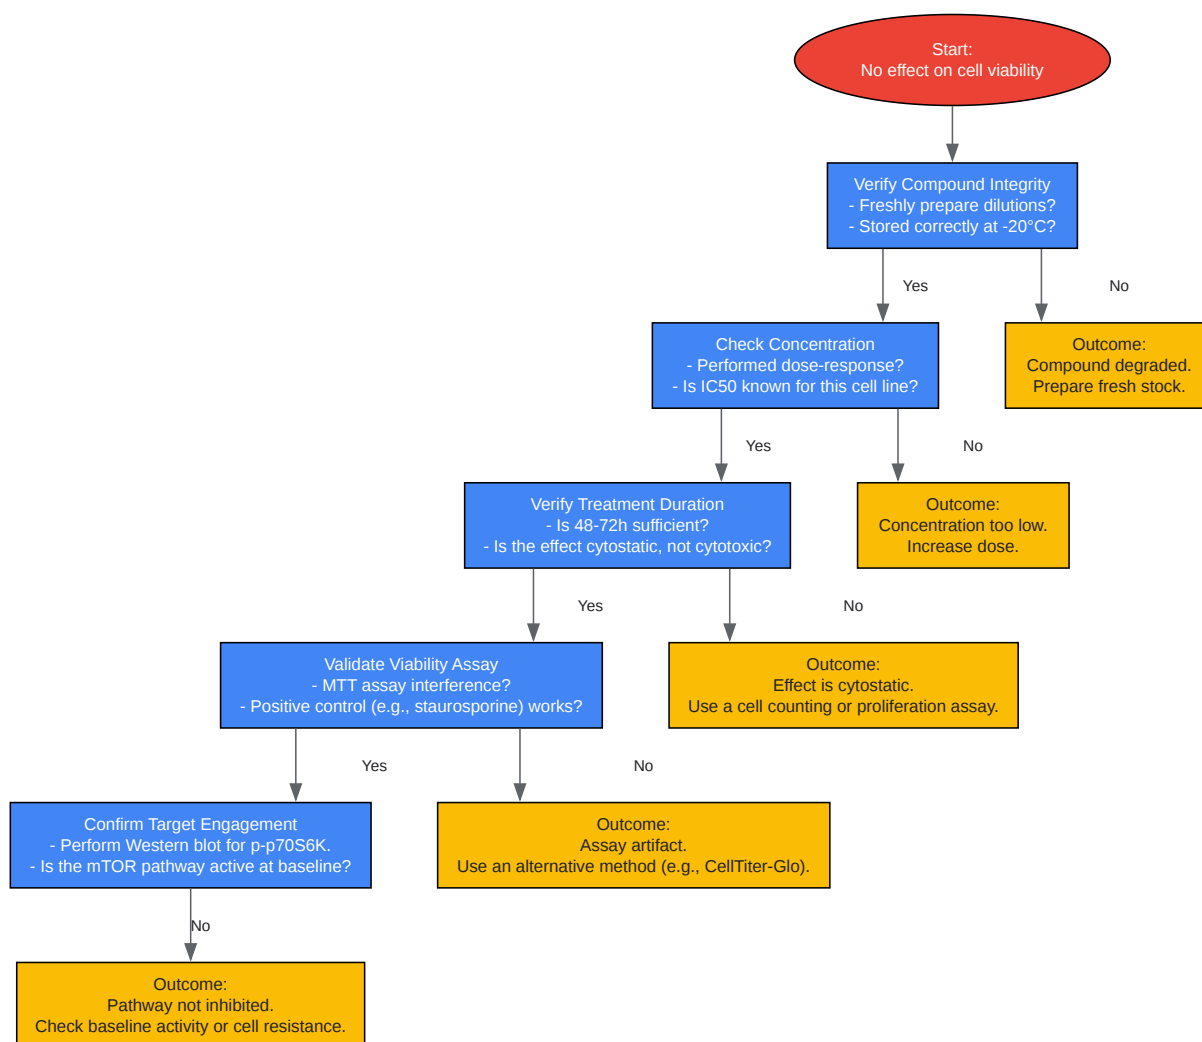 Start:
No effect on cell viability
Verify Compound Integrity
- Freshly prepare dilutions?
- Stored correctly at -20°C?
Yes
No
Check Concentration
- Performed dose-response?
- Is IC50 known for this cell line?
Outcome:
Compound degraded.
Prepare fresh stock.
Yes
No
Verify Treatment Duration
- Is 48-72h sufficient?
- Is the effect cytostatic, not cytotoxic?
Outcome:
Concentration too low.
Increase dose.
Yes
No
Validate Viability Assay
- MTT assay interference?
- Positive control (e.g., staurosporine) works?
Outcome:
Effect is cytostatic.
Use a cell counting or proliferation assay.
Yes
No
Confirm Target Engagement
- Perform Western blot for p-p70S6K.
- Is the mTOR pathway active at baseline?
Outcome:
Assay artifact.
Use an alternative method (e.g., CellTiter-Glo).
No
Outcome:
Pathway not inhibited.
Check baseline activity or cell resistance.